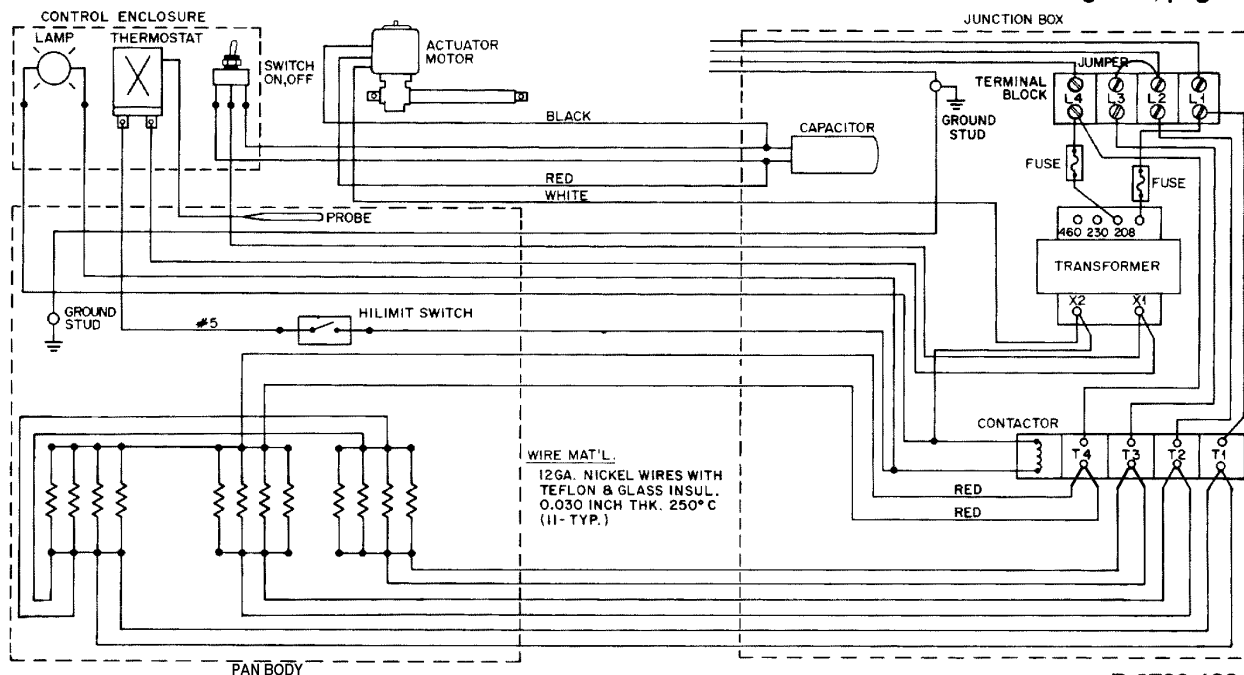 JUNCTION BOX
CONTROL ENCLOSURE
LAMP
THERMOSTAT
SWITCH
ON,OFF
ACTUATOR
MOTOR
BLACK
CAPACITOR
RED
WHITE
PROBE
GROUND
STUD
#5
HILIMIT SWITCH
JUMPER
TERMINAL
BLOCK
L4 L3 L2 L1
GROUND
STUD
FUSE
FUSE
460 230 208
TRANSFORMER
X2 X1
CONTACTOR
T4 T3 T2 T1
RED
RED
WIRE MAT'L.
12GA. NICKEL WIRES WITH
TEFLON & GLASS INSUL.
0.030 INCH THK. 250°C
(11-TYP.)
PAN BODY